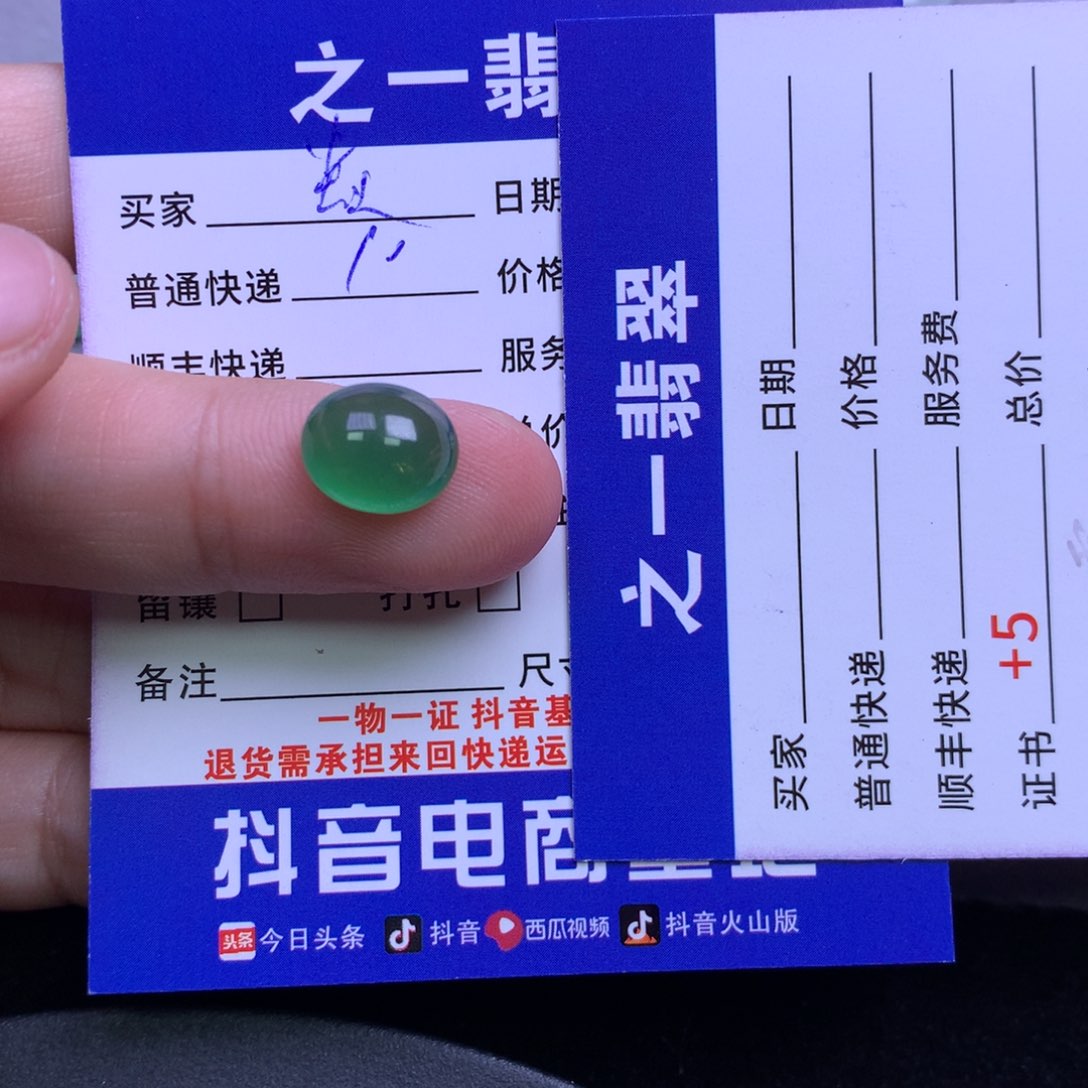 之一翡
买家 日期
普通快递 价格
顺丰快递 服务
总价
留镶 打孔
备注 尺寸
一物一证 抖音基
退货需承担来回快递运
抖音电商基地
头条 今日头条 抖音 西瓜视频 抖音火山版
之一翡翠
买家 日期
普通快递 价格
顺丰快递 服务费
证书 +5 总价